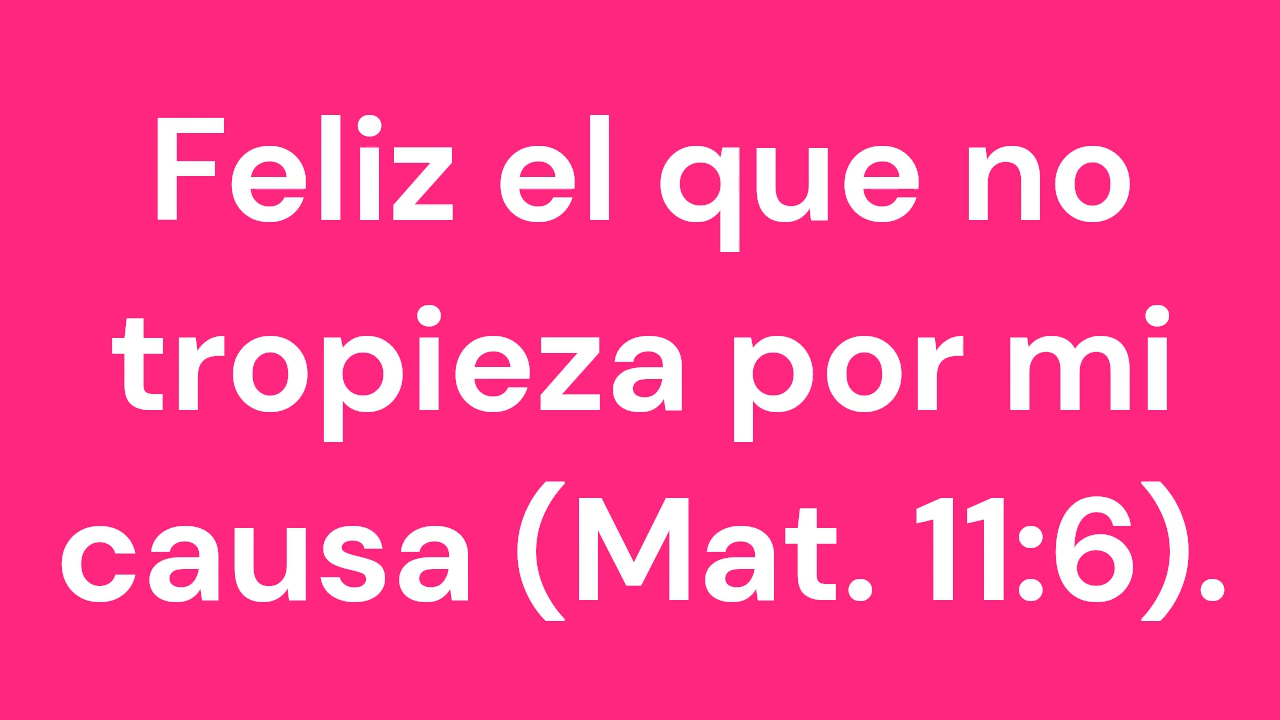 Feliz el que no
tropieza por mi
causa (Mat. 11:6).